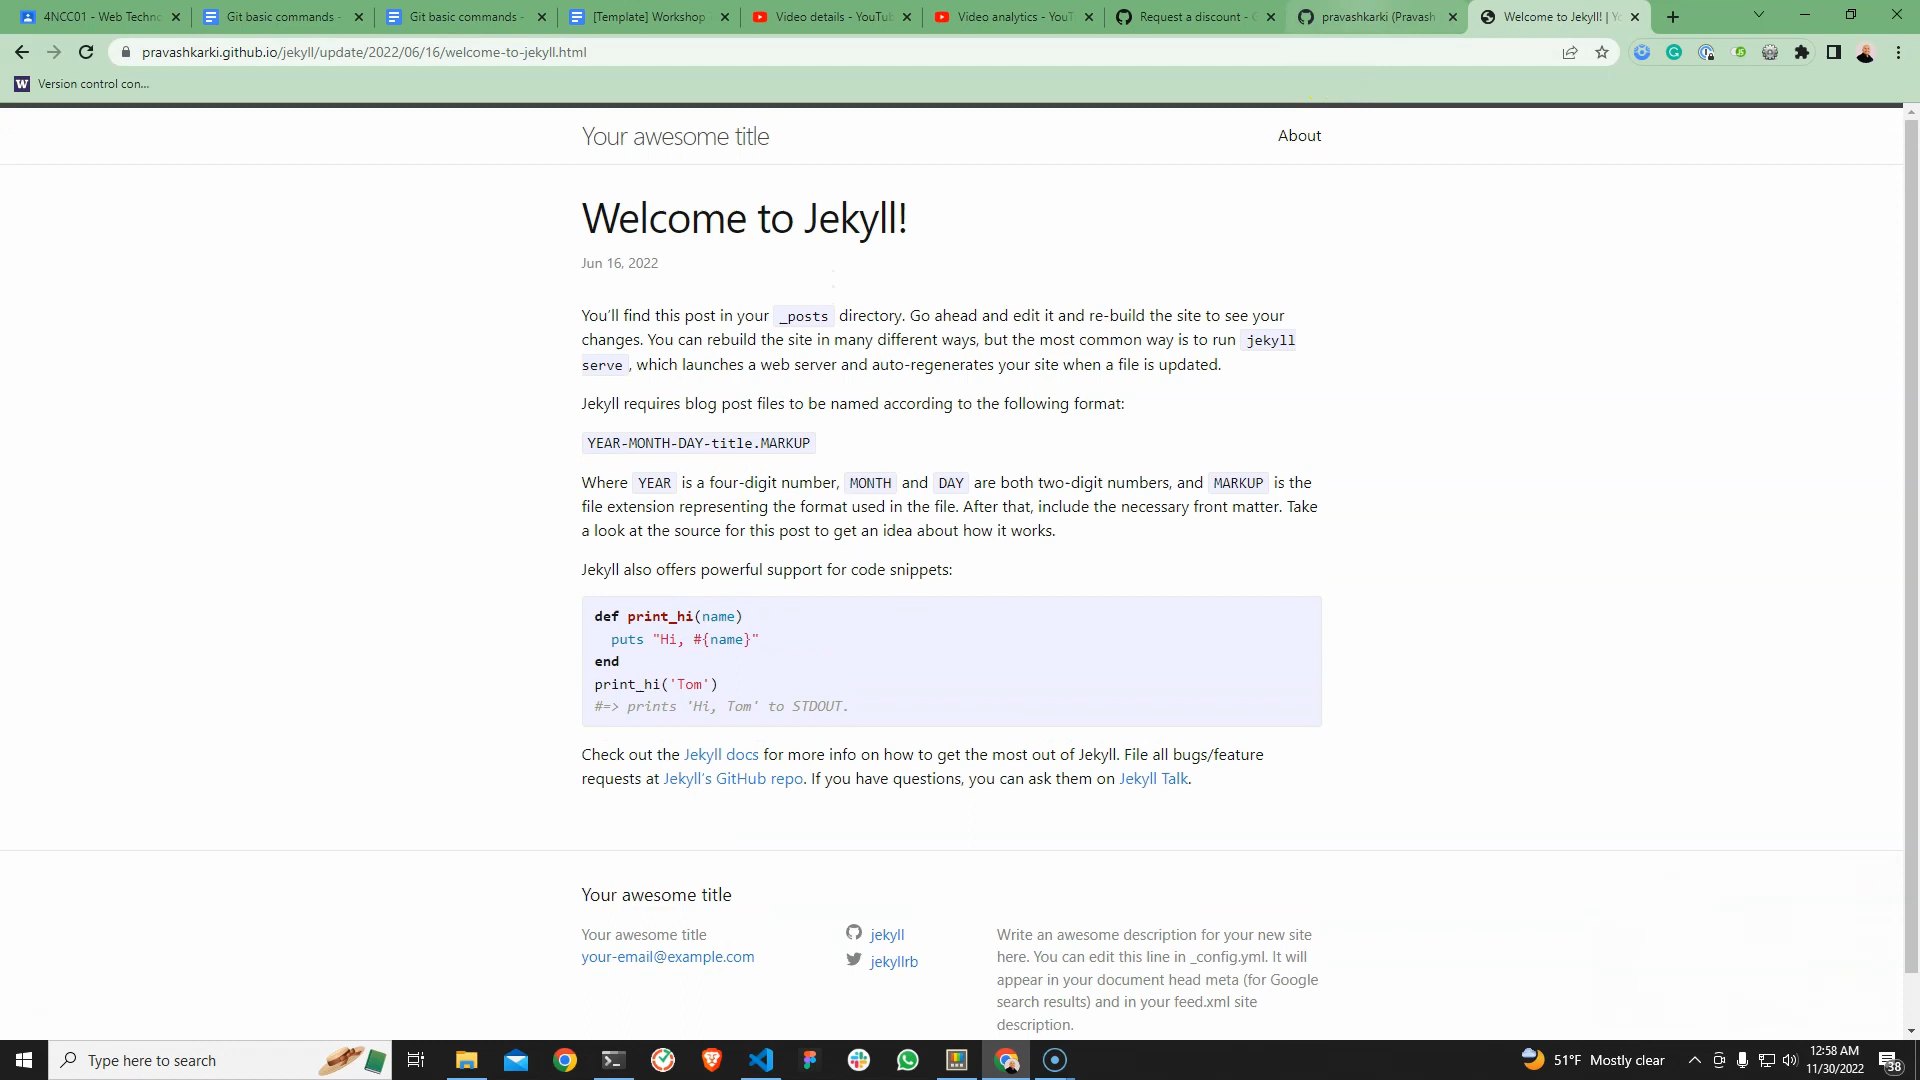 4NCC01 - Web Techno
Git basic commands -
Git basic commands -
[Template] Workshop
Video details - YouTub
Video analytics - YouT
Request a discount - G
pravashkarki (Pravash
Welcome to Jekyll! | Yo
pravashkarki.github.io/jekyll/update/2022/06/16/welcome-to-jekyll.html
W Version control con...
Your awesome title
About
Welcome to Jekyll!
Jun 16, 2022
You’ll find this post in your _posts directory. Go ahead and edit it and re-build the site to see your
changes. You can rebuild the site in many different ways, but the most common way is to run jekyll
serve, which launches a web server and auto-regenerates your site when a file is updated.
Jekyll requires blog post files to be named according to the following format:
YEAR-MONTH-DAY-title.MARKUP
Where YEAR is a four-digit number, MONTH and DAY are both two-digit numbers, and MARKUP is the
file extension representing the format used in the file. After that, include the necessary front matter. Take
a look at the source for this post to get an idea about how it works.
Jekyll also offers powerful support for code snippets:
def print_hi(name)
puts "Hi, #{name}"
end
print_hi('Tom')
#=> prints 'Hi, Tom' to STDOUT.
Check out the Jekyll docs for more info on how to get the most out of Jekyll. File all bugs/feature
requests at Jekyll’s GitHub repo. If you have questions, you can ask them on Jekyll Talk.
Your awesome title
Your awesome title
your-email@example.com
jekyll
jekyllrb
Write an awesome description for your new site
here. You can edit this line in _config.yml. It will
appear in your document head meta (for Google
search results) and in your feed.xml site
description.
Type here to search
51°F Mostly clear
12:58 AM
11/30/2022
38